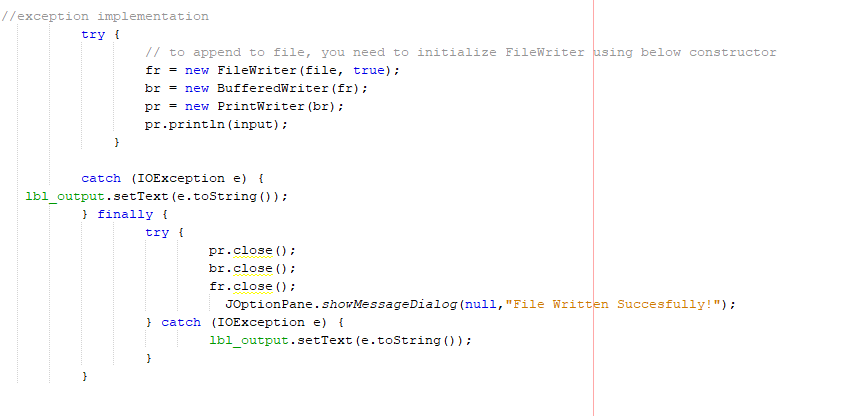 //exception implementation
try {
// to append to file, you need to initialize FileWriter using below constructor
fr = new FileWriter(file, true);
br = new BufferedWriter(fr);
pr = new PrintWriter(br);
pr.println(input);
}
catch (IOException e) {
lbl_output.setText(e.toString());
} finally {
try {
pr.close();
br.close();
fr.close();
JOptionPane.showMessageDialog(null,"File Written Succesfully!");
} catch (IOException e) {
lbl_output.setText(e.toString());
}
}